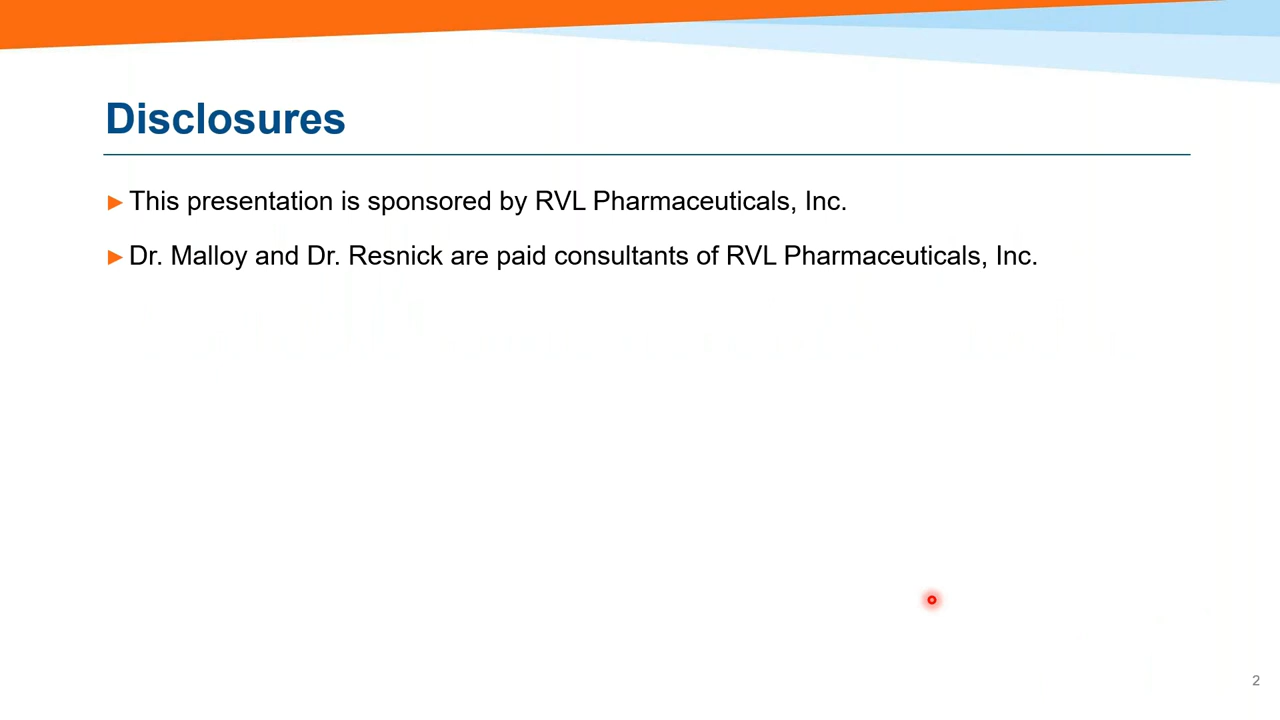 Disclosures
►This presentation is sponsored by RVL Pharmaceuticals, Inc.
►Dr. Malloy and Dr. Resnick are paid consultants of RVL Pharmaceuticals, Inc.
2